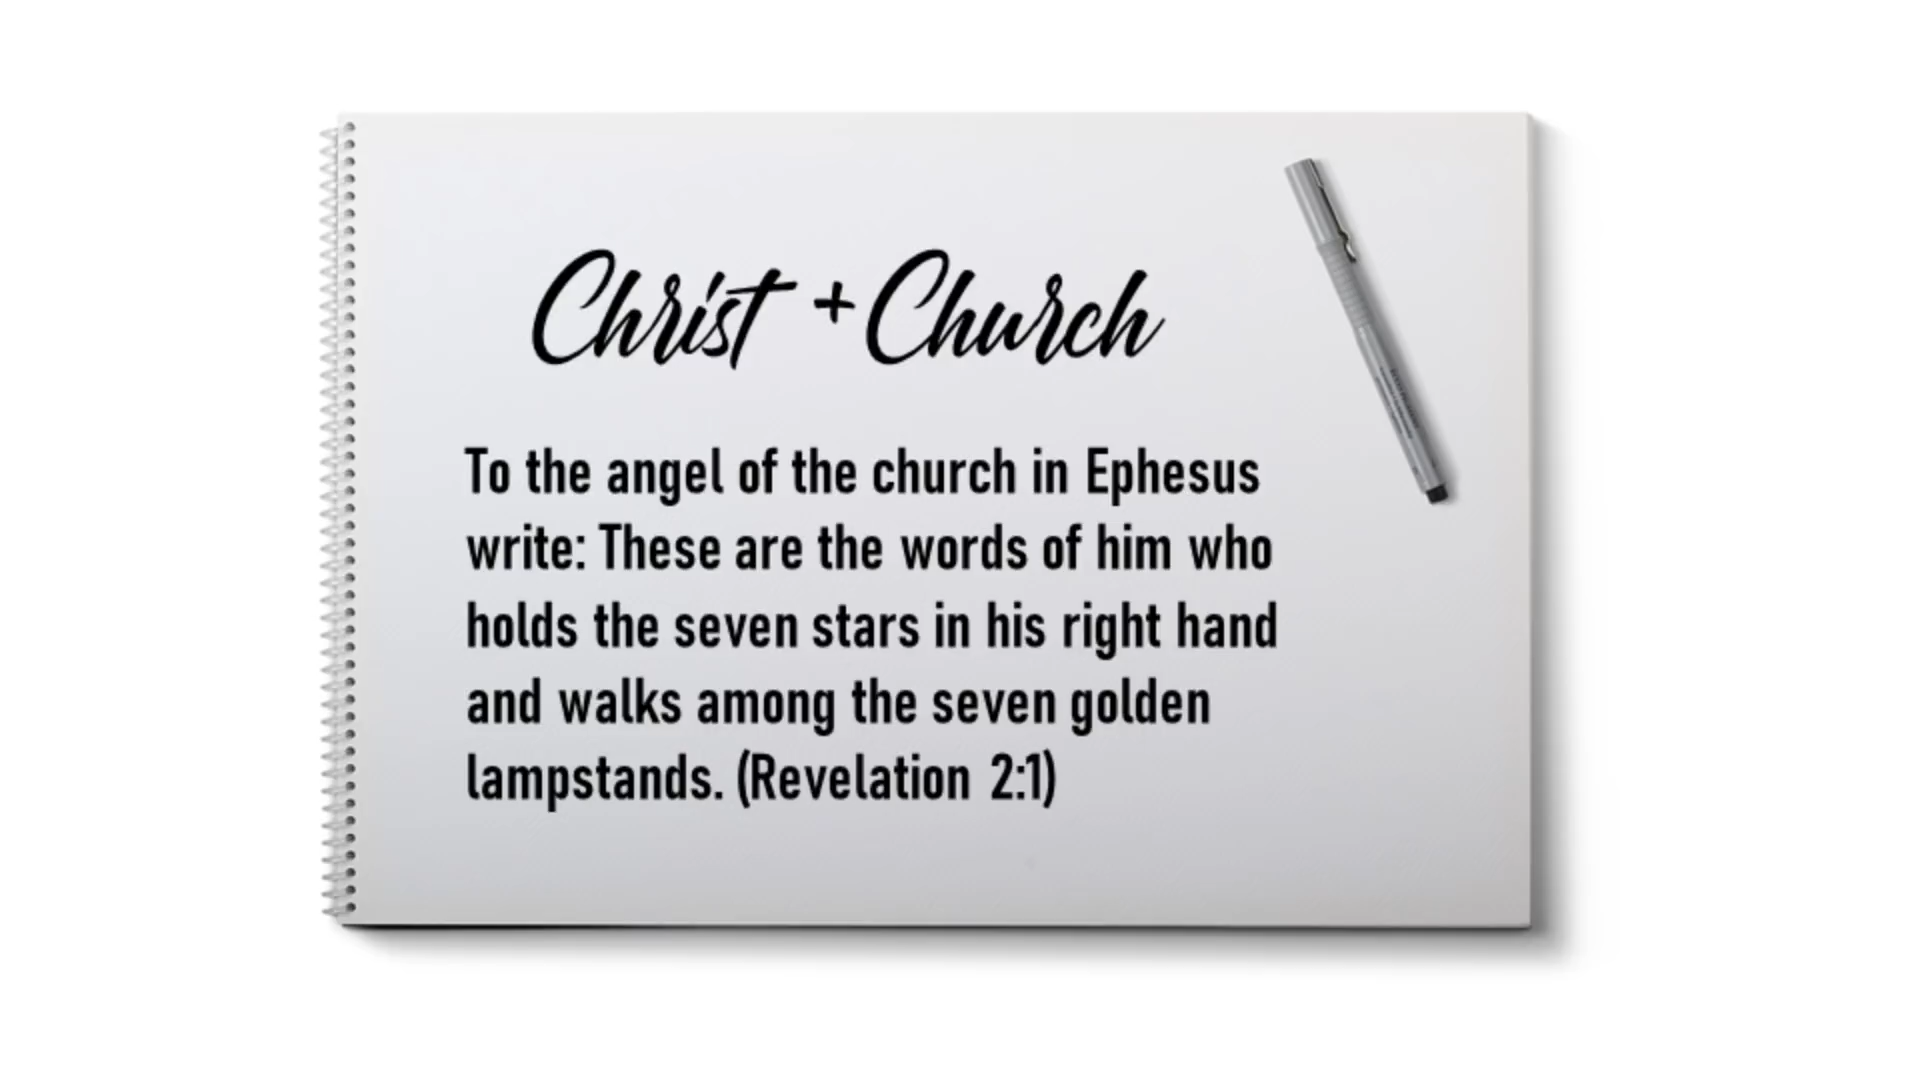 Christ + Church
To the angel of the church in Ephesus
write: These are the words of him who
holds the seven stars in his right hand
and walks among the seven golden
lampstands. (Revelation 2:1)